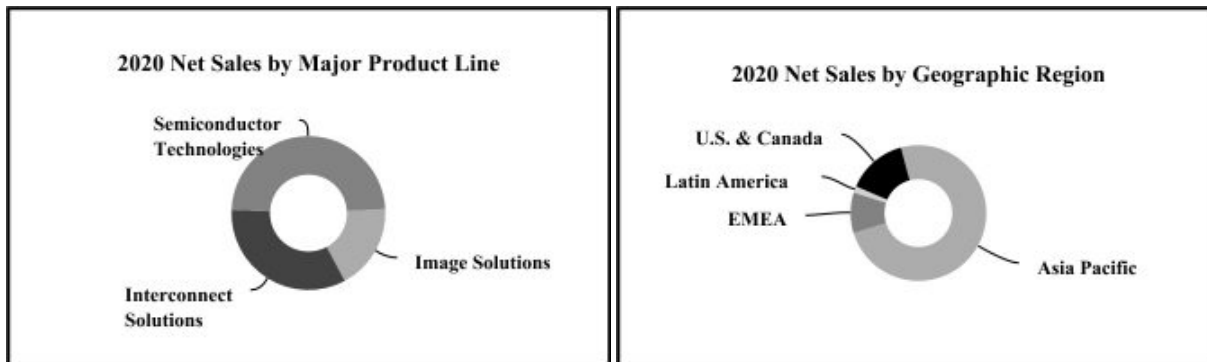 2020 Net Sales by Major Product Line
Semiconductor
Technologies
Image Solutions
Interconnect
Solutions
2020 Net Sales by Geographic Region
U.S. & Canada
Latin America
EMEA
Asia Pacific